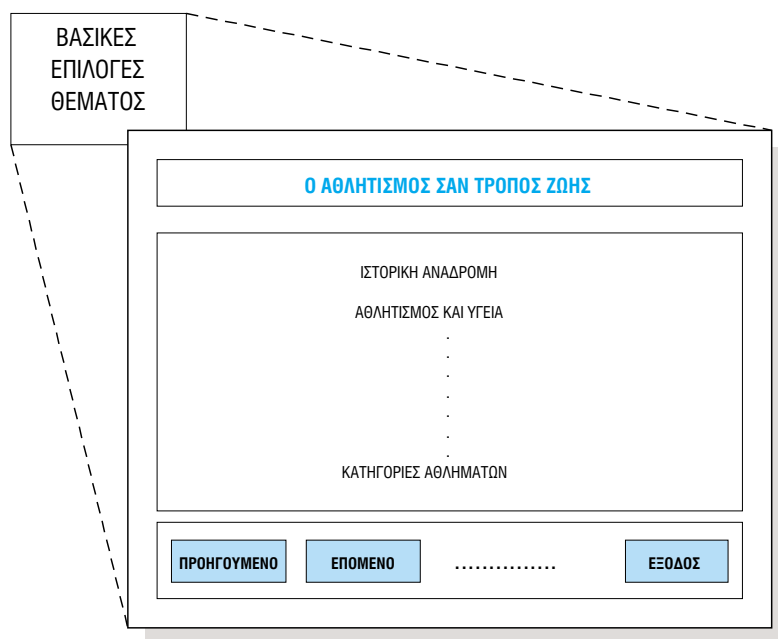 ΒΑΣΙΚΕΣ
ΕΠΙΛΟΓΕΣ
ΘΕΜΑΤΟΣ
Ο ΑΘΛΗΤΙΣΜΟΣ ΣΑΝ ΤΡΟΠΟΣ ΖΩΗΣ
ΙΣΤΟΡΙΚΗ ΑΝΑΔΡΟΜΗ
ΑΘΛΗΤΙΣΜΟΣ ΚΑΙ ΥΓΕΙΑ
.
.
.
.
.
.
.
ΚΑΤΗΓΟΡΙΕΣ ΑΘΛΗΜΑΤΩΝ
ΠΡΟΗΓΟΥΜΕΝΟ ΕΠΟΜΕΝΟ ............... ΕΞΟΔΟΣ